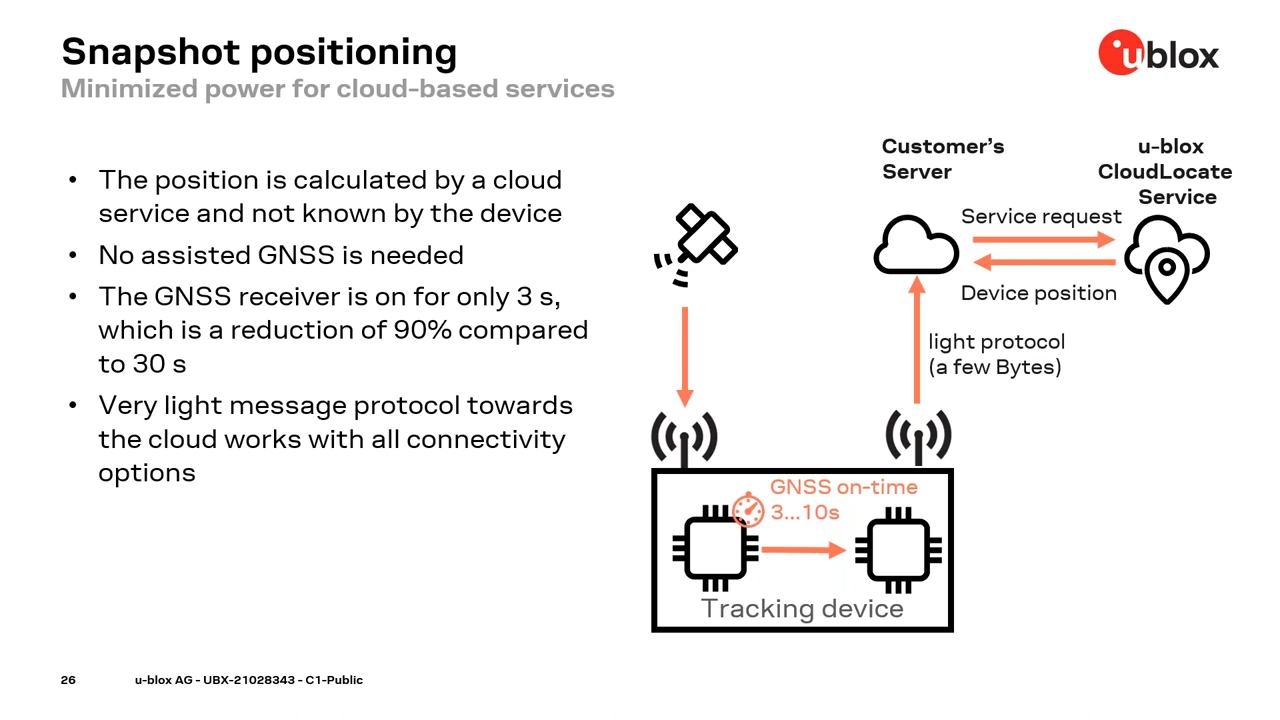 Snapshot positioning
Minimized power for cloud-based services
ublox
• The position is calculated by a cloud
service and not known by the device
• No assisted GNSS is needed
• The GNSS receiver is on for only 3 s,
which is a reduction of 90% compared
to 30 s
• Very light message protocol towards
the cloud works with all connectivity
options
Customer’s
Server
u-blox
CloudLocate
Service
Service request
Device position
light protocol
(a few Bytes)
GNSS on-time
3...10s
Tracking device
26
u-blox AG - UBX-21028343 - C1-Public